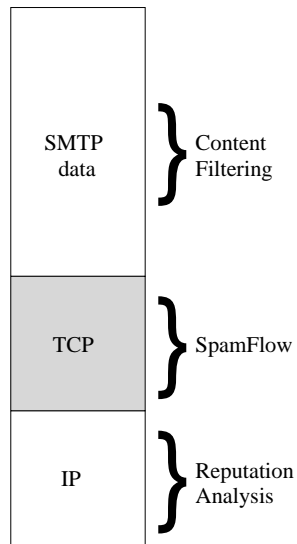 SMTP
data
Content
Filtering
TCP
SpamFlow
IP
Reputation
Analysis